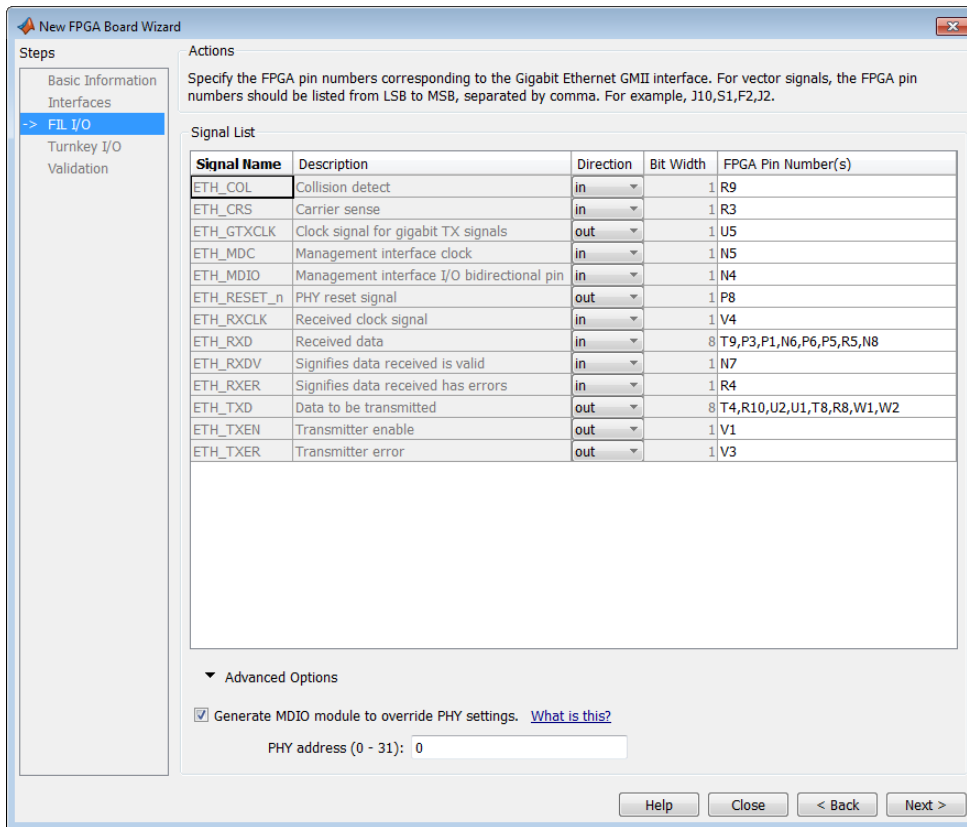 New FPGA Board Wizard
Steps
Basic Information
Interfaces
-> FIL I/O
Turnkey I/O
Validation
Actions
Specify the FPGA pin numbers corresponding to the Gigabit Ethernet GMII interface. For vector signals, the FPGA pin
numbers should be listed from LSB to MSB, separated by comma. For example, J10,S1,F2,J2.
Signal List
Signal Name Description Direction Bit Width FPGA Pin Number(s)
ETH_COL Collision detect in 1 R9
ETH_CRS Carrier sense in 1 R3
ETH_GTXCLK Clock signal for gigabit TX signals out 1 U5
ETH_MDC Management interface clock in 1 N5
ETH_MDIO Management interface I/O bidirectional pin in 1 N4
ETH_RESET_n PHY reset signal out 1 P8
ETH_RXCLK Received clock signal in 1 V4
ETH_RXD Received data in 8 T9,P3,P1,N6,P6,P5,R5,N8
ETH_RXDV Signifies data received is valid in 1 N7
ETH_RXER Signifies data received has errors in 1 R4
ETH_TXD Data to be transmitted out 8 T4,R10,U2,U1,T8,R8,W1,W2
ETH_TXEN Transmitter enable out 1 V1
ETH_TXER Transmitter error out 1 V3
Advanced Options
Generate MDIO module to override PHY settings. What is this?
PHY address (0 - 31): 0
Help Close < Back Next >